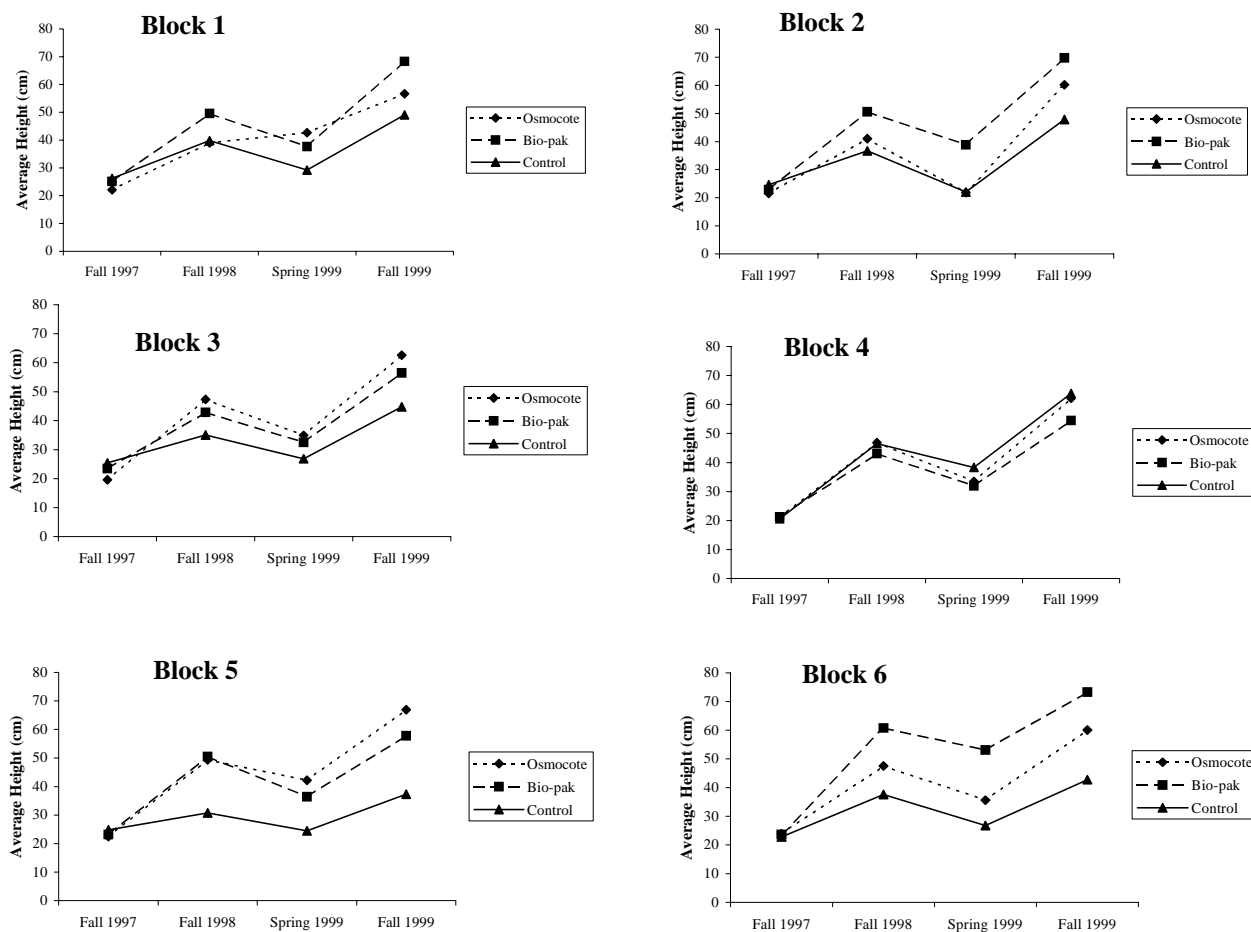 Block 1
Average Height (cm)
80
70
60
50
40
30
20
10
0
Fall 1997 Fall 1998 Spring 1999 Fall 1999
Osmocote
Bio-pak
Control
Block 2
Average Height (cm)
80
70
60
50
40
30
20
10
0
Fall 1997 Fall 1998 Spring 1999 Fall 1999
Osmocote
Bio-pak
Control
Block 3
Average Height (cm)
80
70
60
50
40
30
20
10
0
Fall 1997 Fall 1998 Spring 1999 Fall 1999
Osmocote
Bio-pak
Control
Block 4
Average Height (cm)
80
70
60
50
40
30
20
10
0
Fall 1997 Fall 1998 Spring 1999 Fall 1999
Osmocote
Bio-pak
Control
Block 5
Average Height (cm)
80
70
60
50
40
30
20
10
0
Fall 1997 Fall 1998 Spring 1999 Fall 1999
Osmocote
Bio-pak
Control
Block 6
Average Height (cm)
80
70
60
50
40
30
20
10
0
Fall 1997 Fall 1998 Spring 1999 Fall 1999
Osmocote
Bio-pak
Control